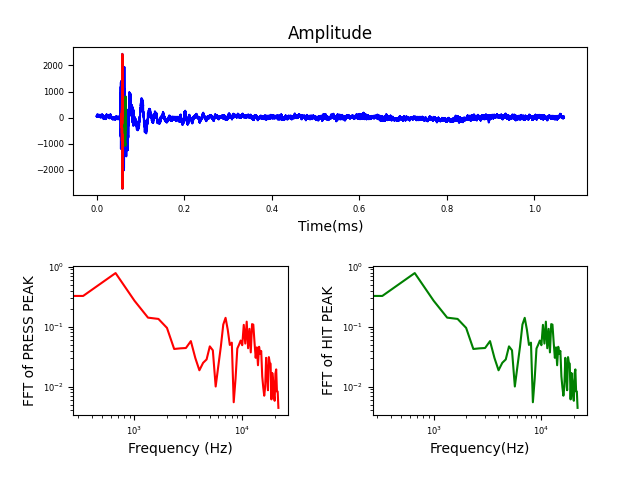 Amplitude
2000
1000
0
−1000
−2000
0.0 0.2 0.4 0.6 0.8 1.0
Time(ms)
FFT of PRESS PEAK
10⁰
10⁻¹
10⁻²
10³ 10⁴
Frequency (Hz)
FFT of HIT PEAK
10⁰
10⁻¹
10⁻²
10³ 10⁴
Frequency(Hz)